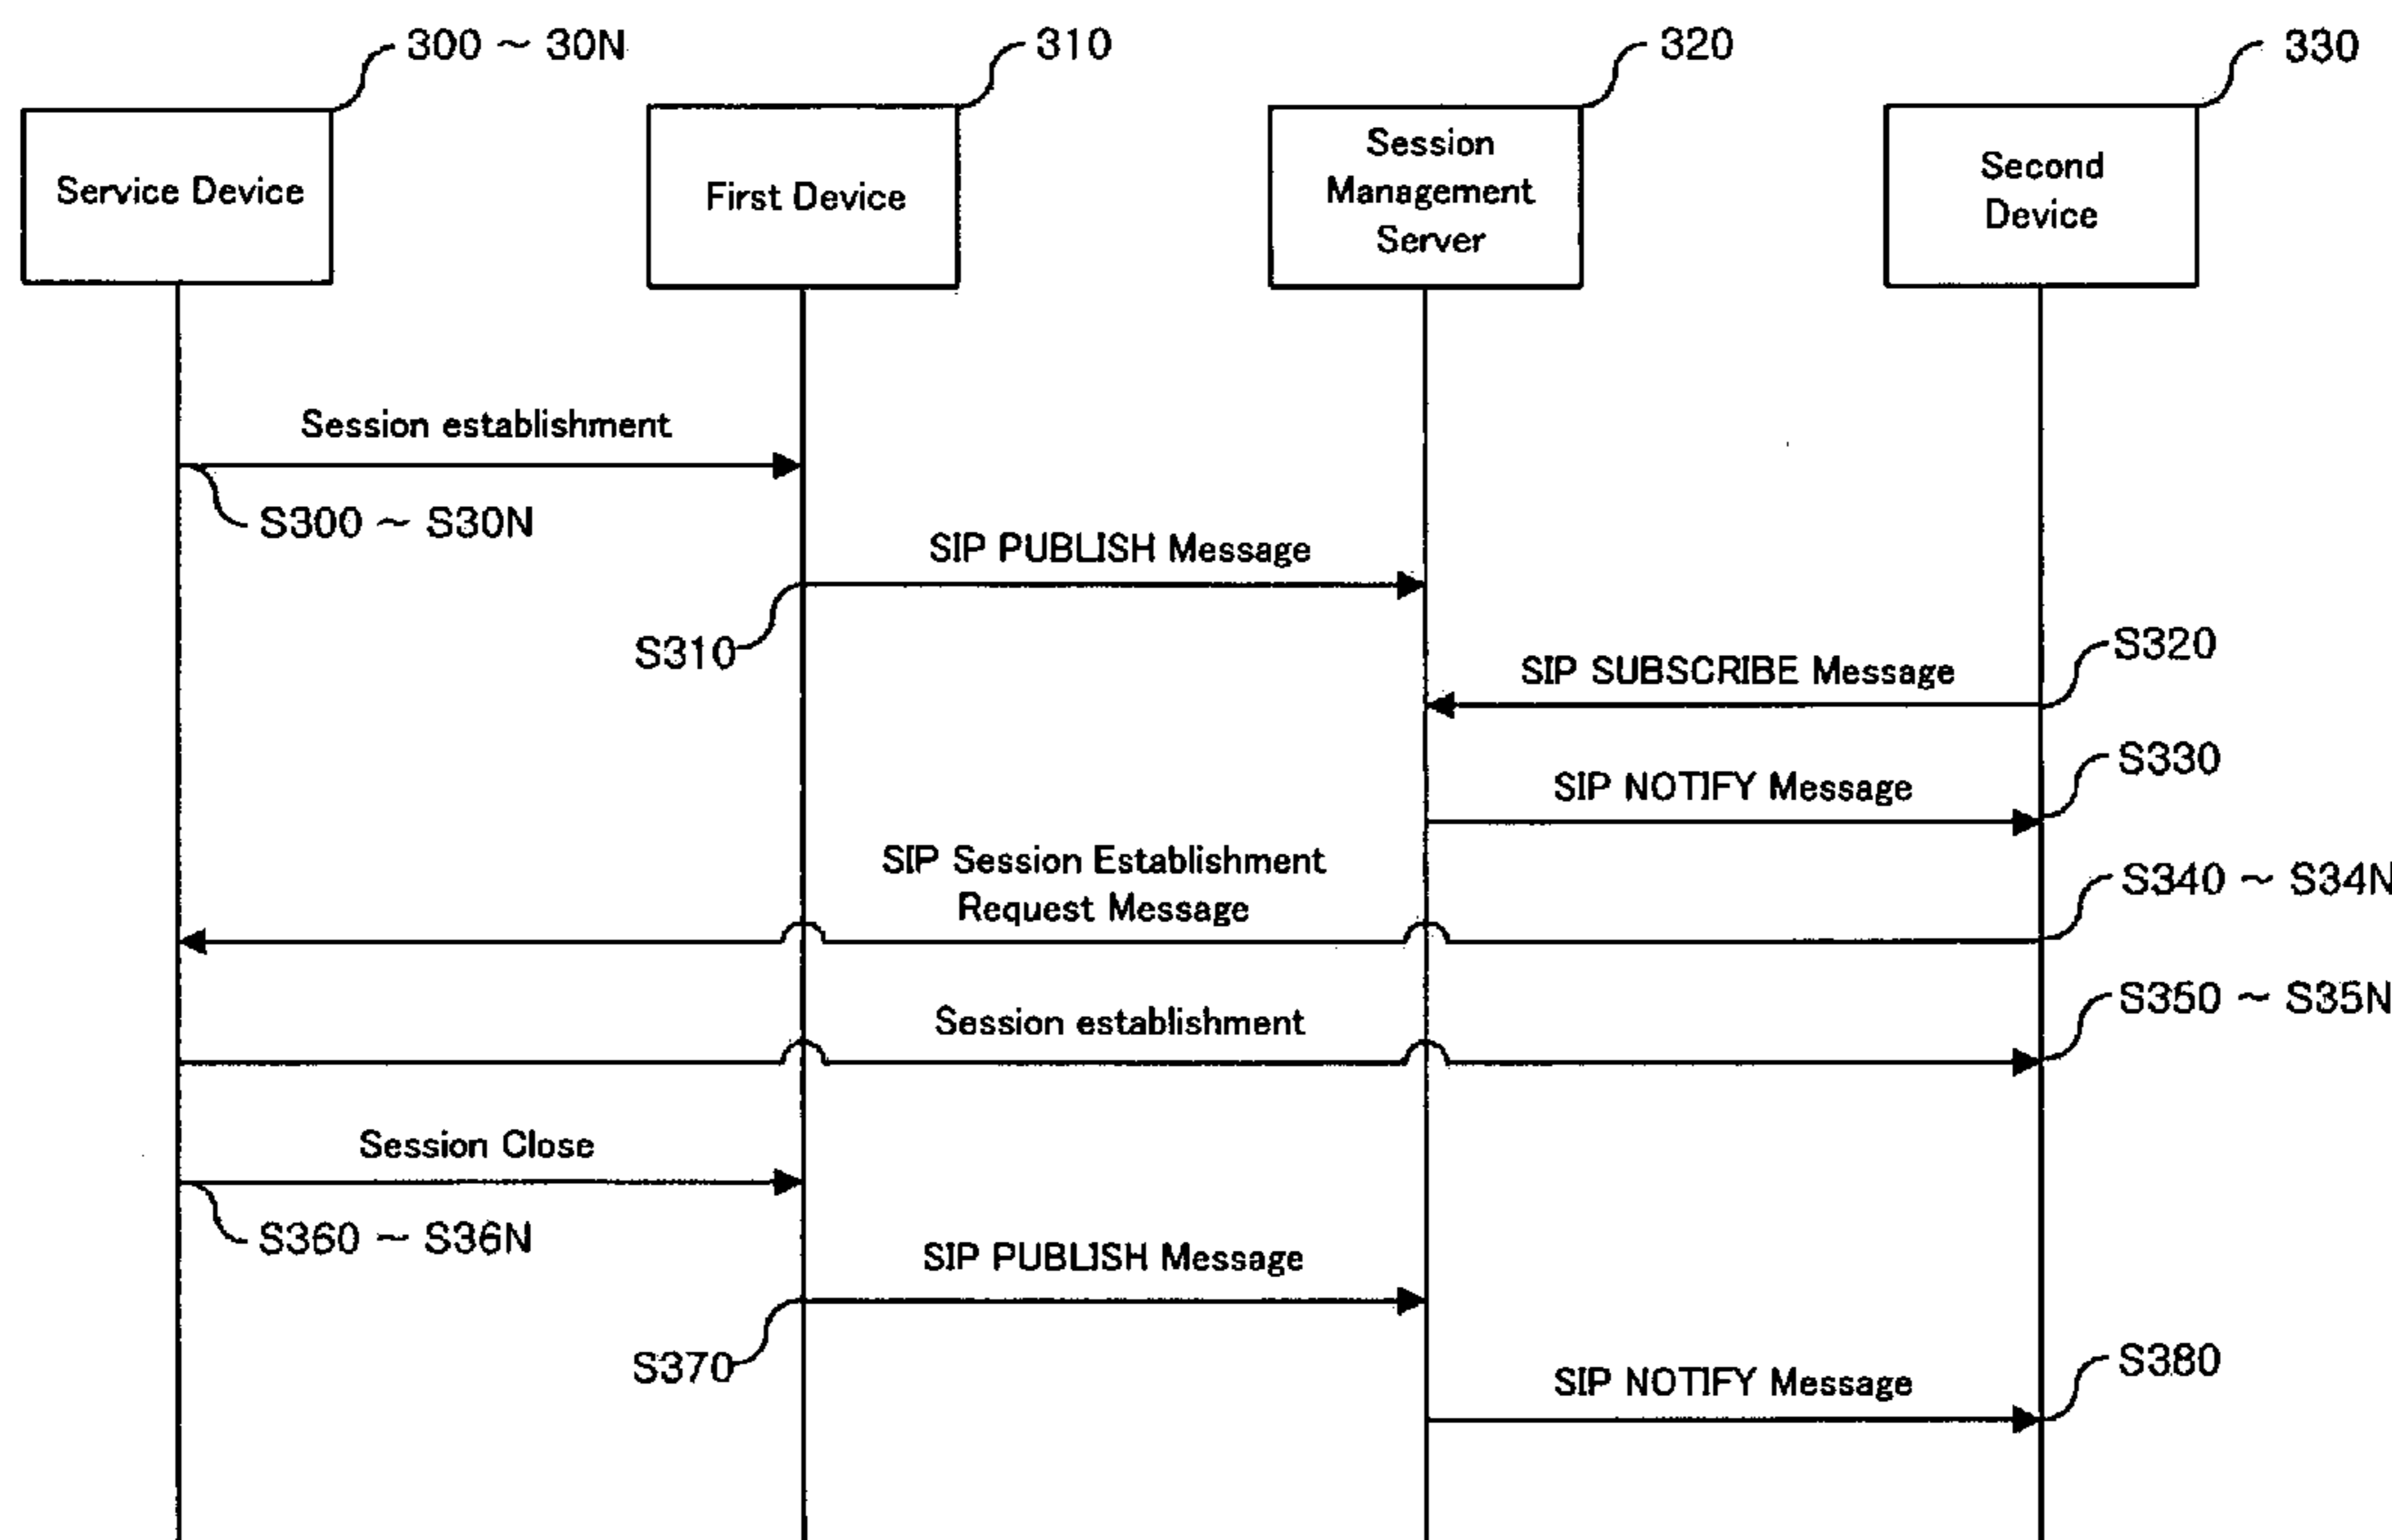 300 ~ 30N
310
320
330
Service Device
First Device
Session
Management
Server
Second
Device
Session establishment
S300 ~ S30N
SIP PUBLISH Message
S310
SIP SUBSCRIBE Message
S320
SIP NOTIFY Message
S330
SIP Session Establishment
Request Message
S340 ~ S34N
Session establishment
S350 ~ S35N
Session Close
S360 ~ S36N
SIP PUBLISH Message
S370
SIP NOTIFY Message
S380